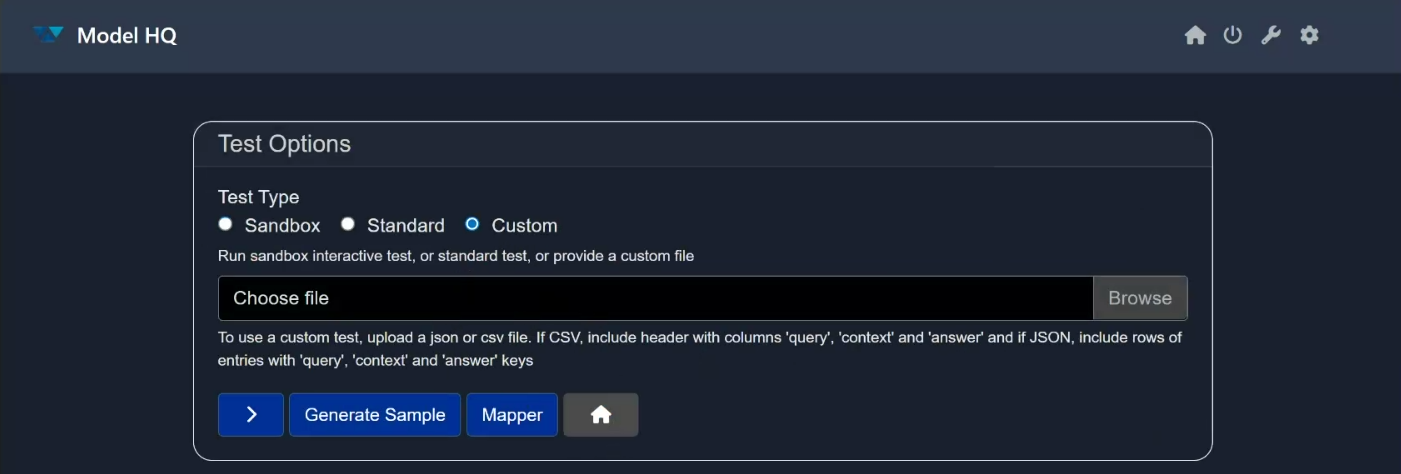 Model HQ
Test Options
Test Type
Sandbox Standard Custom
Run sandbox interactive test, or standard test, or provide a custom file
Choose file Browse
To use a custom test, upload a json or csv file. If CSV, include header with columns 'query', 'context' and 'answer' and if JSON, include rows of
entries with 'query', 'context' and 'answer' keys
Generate Sample Mapper